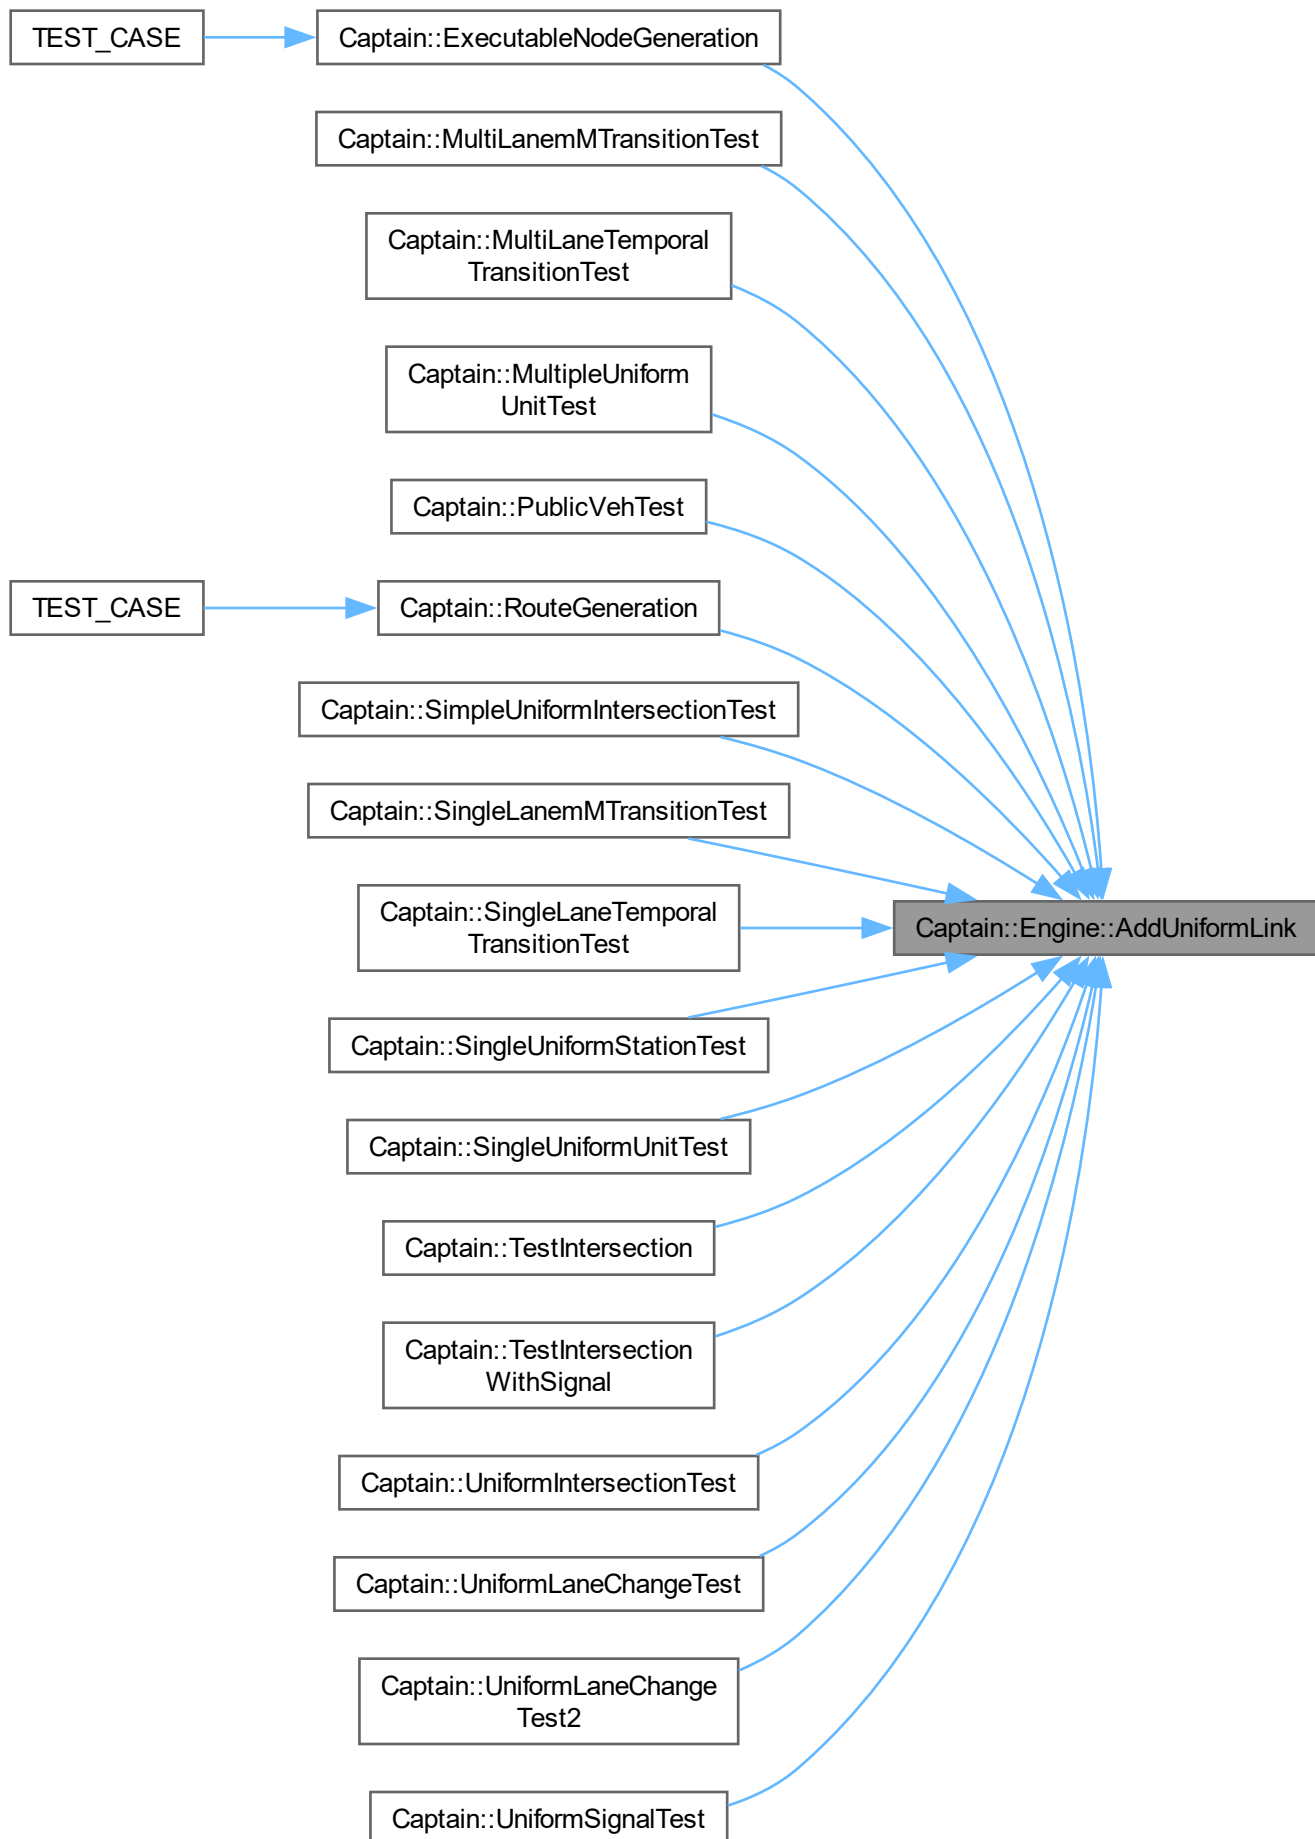 TEST_CASE
Captain::ExecutableNodeGeneration
Captain::MultiLanemMTransitionTest
Captain::MultiLaneTemporal
TransitionTest
Captain::MultipleUniform
UnitTest
Captain::PublicVehTest
TEST_CASE
Captain::RouteGeneration
Captain::SimpleUniformIntersectionTest
Captain::SingleLanemMTransitionTest
Captain::SingleLaneTemporal
TransitionTest
Captain::Engine::AddUniformLink
Captain::SingleUniformStationTest
Captain::SingleUniformUnitTest
Captain::TestIntersection
Captain::TestIntersection
WithSignal
Captain::UniformIntersectionTest
Captain::UniformLaneChangeTest
Captain::UniformLaneChange
Test2
Captain::UniformSignalTest